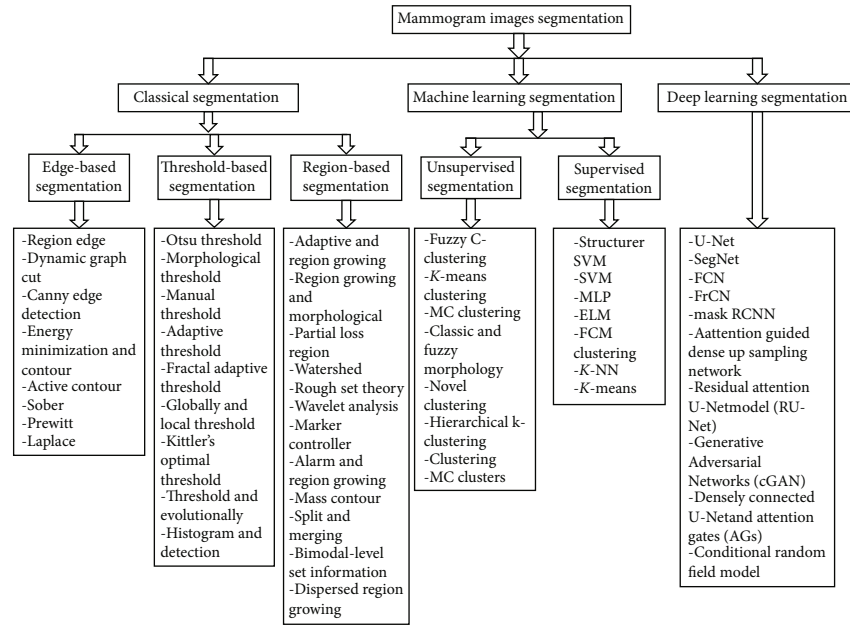 Mammogram images segmentation
Classical segmentation
Machine learning segmentation
Deep learning segmentation
Edge-based
segmentation
Threshold-based
segmentation
Region-based
segmentation
Unsupervised
segmentation
Supervised
segmentation
-Region edge
-Dynamic graph
cut
-Canny edge
detection
-Energy
minimization and
contour
-Active contour
-Sober
-Prewitt
-Laplace
-Otsu threshold
-Morphological
threshold
-Manual
threshold
-Adaptive
threshold
-Fractal adaptive
threshold
-Globally and
local threshold
-Kittler's
optimal
threshold
-Threshold and
evolutionally
-Histogram and
detection
-Adaptive and
region growing
-Region growing
and
morphological
-Partial loss
region
-Watershed
-Rough set theory
-Wavelet analysis
-Marker
controller
-Alarm and
region growing
-Mass contour
-Split and
merging
-Bimodal-level
set information
-Dispersed region
growing
-Fuzzy C-
clustering
-K-means
clustering
-MC clustering
-Classic and
fuzzy
morphology
-Novel
clustering
-Hierarchical k-
clustering
-Clustering
-MC clusters
-Structurer
SVM
-SVM
-MLP
-ELM
-FCM
clustering
-K-NN
-K-means
-U-Net
-SegNet
-FCN
-FrCN
-mask RCNN
-Aattention guided
dense up sampling
network
-Residual attention
U-Netmodel (RU-
Net)
-Generative
Adversarial
Networks (cGAN)
-Densely connected
U-Netand attention
gates (AGs)
-Conditional random
field model